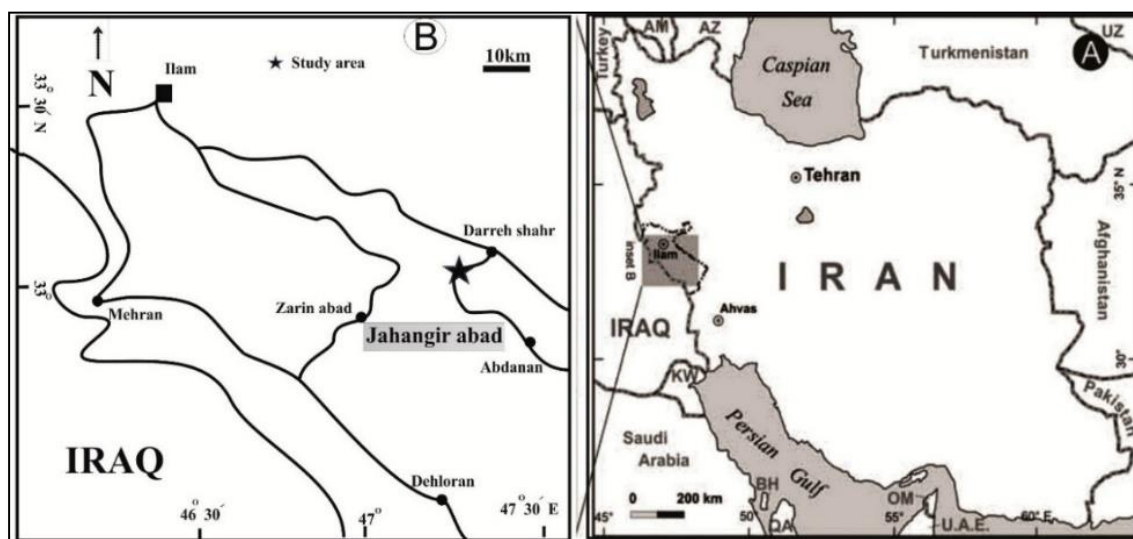 B
10km
N
Ilam
Study area
33° 30´ N
Darreh shahr
33°
Mehran
Zarin abad
Jahangir abad
Abdanan
IRAQ
Dehloran
46° 30´
47°
47° 30´ E
AM
AZ
UZ
A
Turkey
Caspian
Sea
Turkmenistan
Tehran
35° N
Afghanistan
Ilam
inset B
IRAN
Ahvas
IRAQ
30°
KW
Pakistan
Persian
Gulf
Saudi
Arabia
BH
0 200 km
OM
QA
U.A.E.
45°
50°
55°
60° E